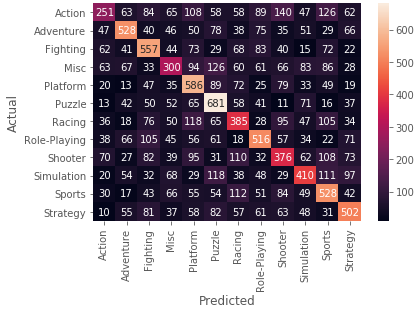 Action 251 63 84 65 108 58 58 89 140 47 126 62
Adventure 47 528 40 46 50 78 38 75 35 51 29 66
Fighting 62 41 557 44 73 29 68 83 40 15 72 22
Misc 63 67 33 300 94 126 60 61 66 83 86 28
Platform 20 13 47 35 586 89 72 25 79 33 49 19
Puzzle 13 42 50 52 65 681 58 41 11 71 16 37
Racing 36 18 76 50 118 65 385 28 95 47 105 34
Role-Playing 38 66 105 45 56 61 18 516 57 34 22 71
Shooter 70 27 82 39 95 31 110 32 376 62 108 73
Simulation 20 54 32 68 29 118 38 48 29 410 111 97
Sports 30 17 43 66 55 54 112 51 84 49 528 42
Strategy 10 55 81 37 58 82 57 61 63 48 31 502
Action Adventure Fighting Misc Platform Puzzle Racing Role-Playing Shooter Simulation Sports Strategy
Predicted
Actual
600
500
400
300
200
100